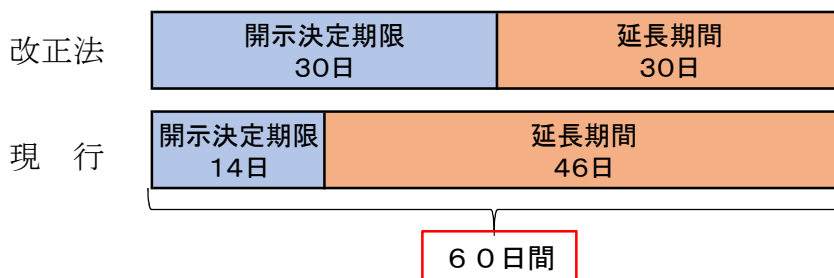 改正法
開示決定期限
30日
延長期間
30日
現　行
開示決定期限
14日
延長期間
46日
６０日間